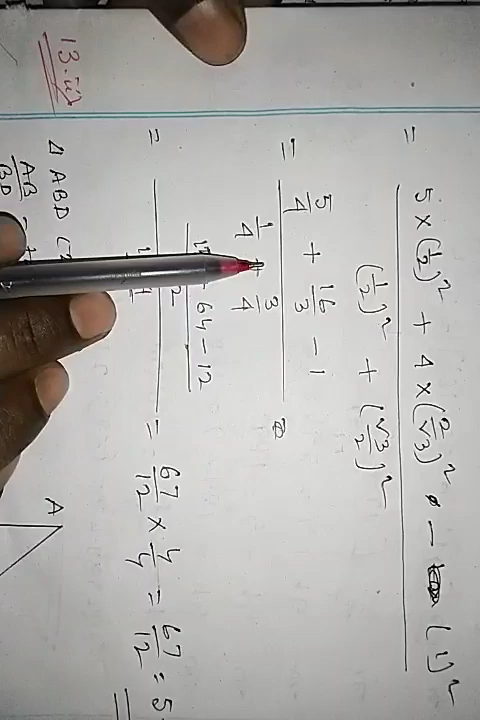 = 5 × (1/2)² + 4 × (2/√3)² − (1)²
(1/2)² + (√3/2)²
= 5/4 + 16/3 − 1
1/4 + 3/4
= 64 − 12 = 67/12 × 4/4 = 67/12 = 5
13.
Δ ABD
AB
BD
A